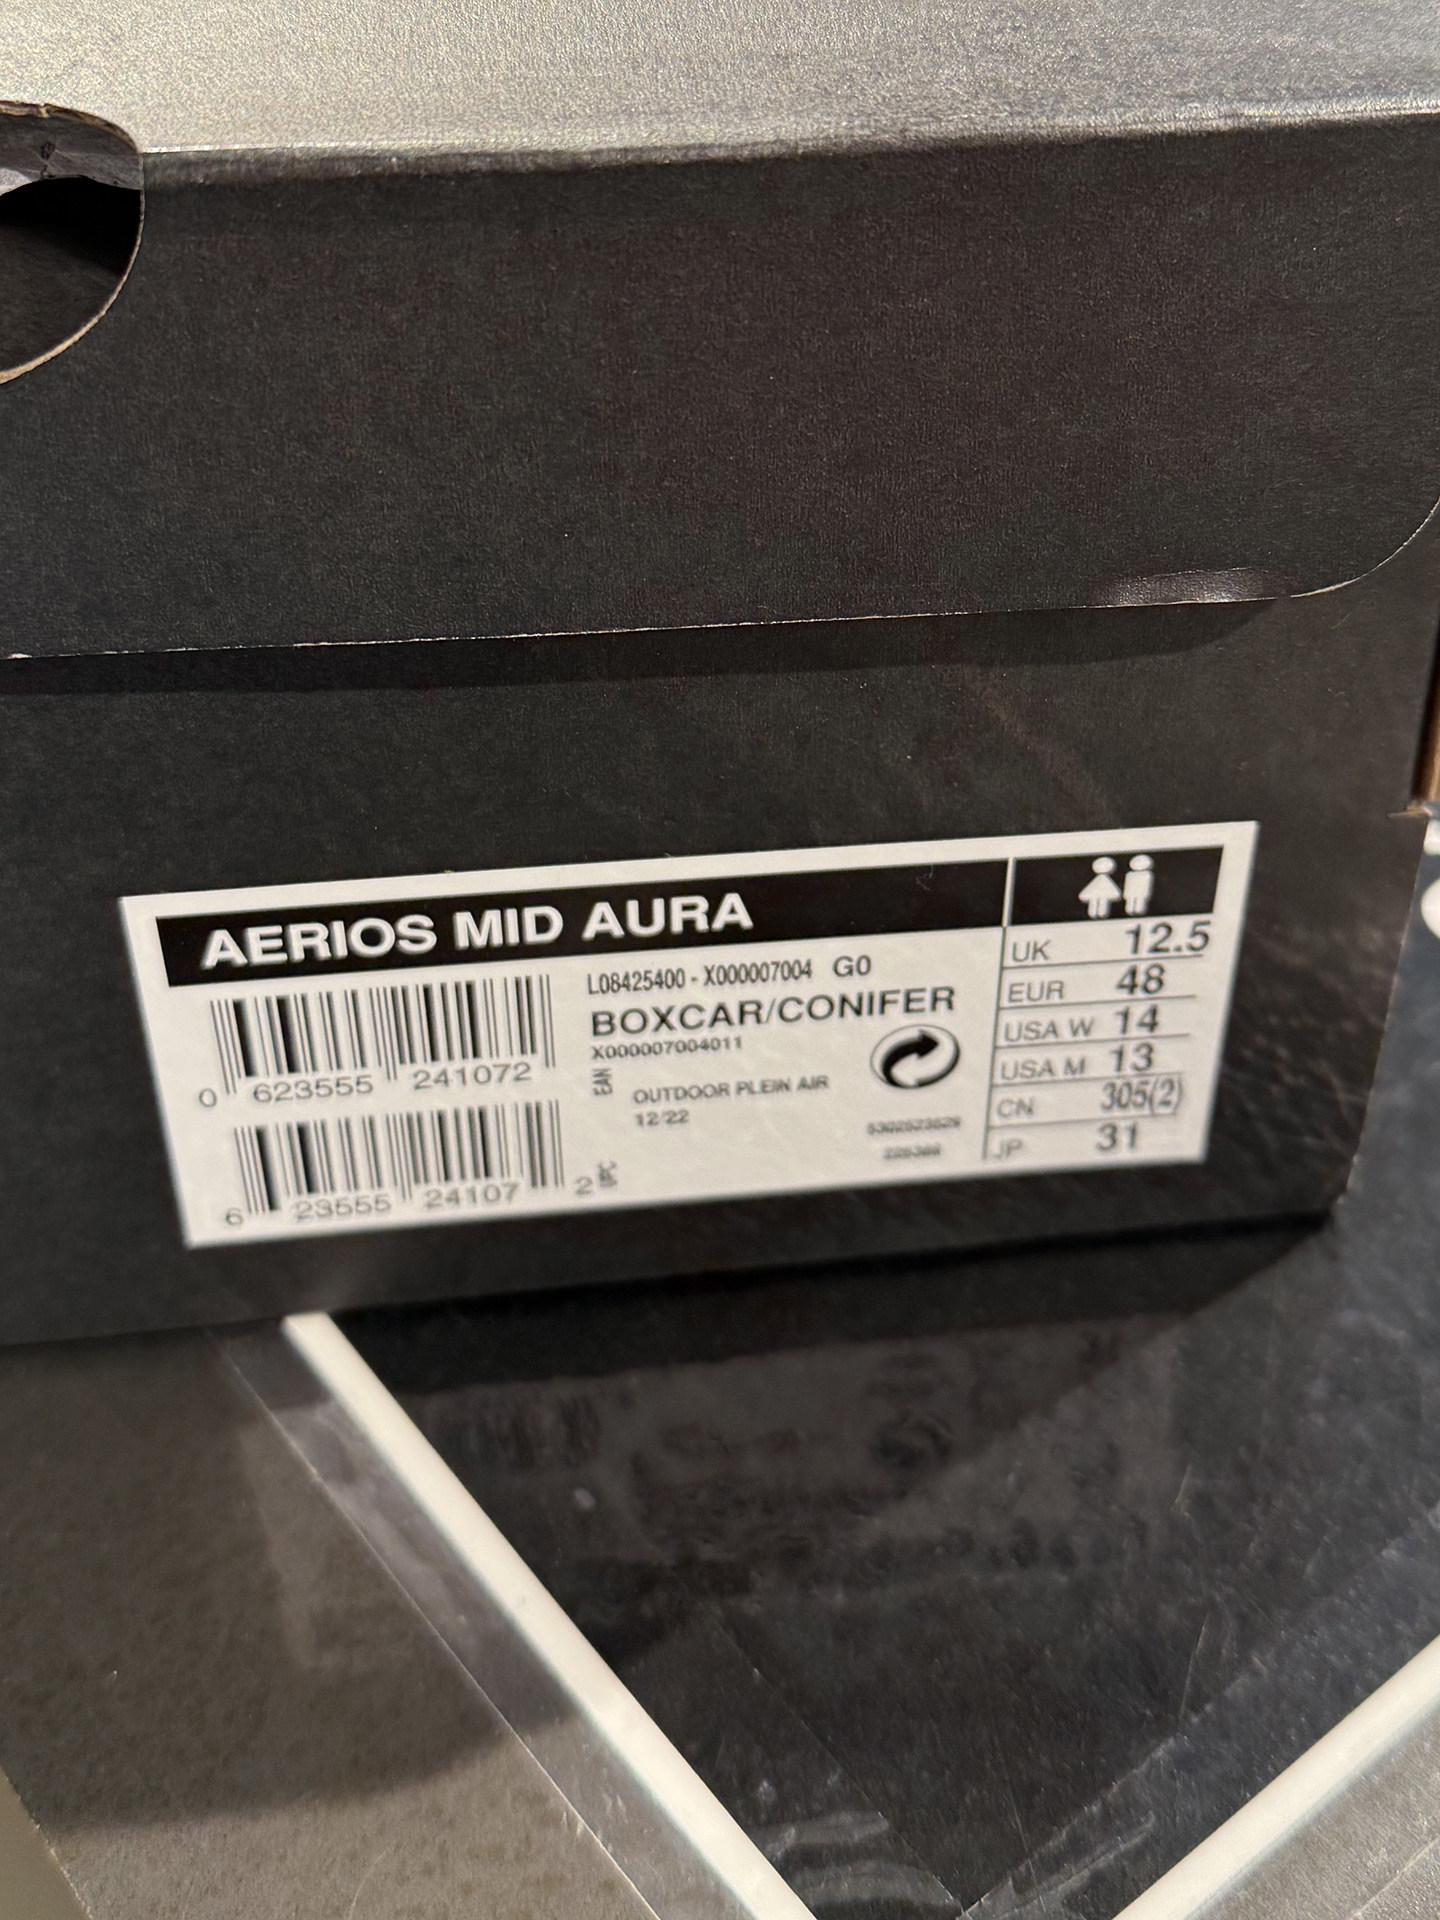 AERIOS MID AURA
L08425400 - X000007004 G0
BOXCAR/CONIFER
X000007004011
0 623555 241072
EAN
OUTDOOR PLEIN AIR
12/22
6 23555 24107 2
UPC
UK 12.5
EUR 48
USA W 14
USA M 13
CN 305(2)
JP 31